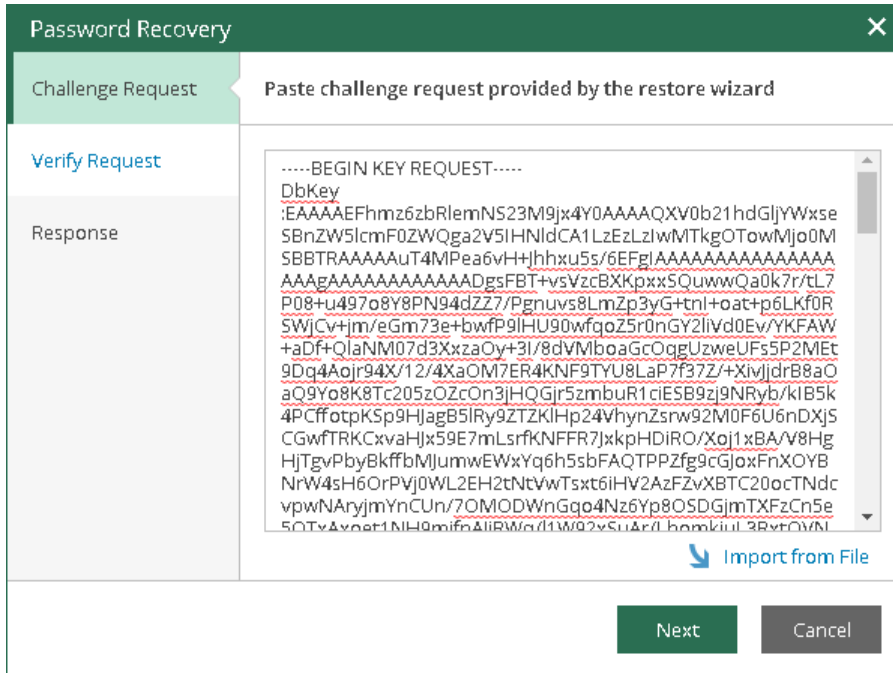 Password Recovery
Challenge Request
Paste challenge request provided by the restore wizard
Verify Request
Response
-----BEGIN KEY REQUEST-----
DbKey
:EAAAAEFhmz6zbRlemNS23M9jx4Y0AAAAQXV0b21hdGljYWxse
SBnZW5lcmF0ZWQga2V5IHNldCA1LzEzLzIwMTkgOTowMjo0M
SBBTRAAAAAuT4MPea6vH+Jhhxu5s/6EFgIAAAAAAAAAAAAAAA
AAAgAAAAAAAAAAAADgsFBT+vsVzcBXKpxxSQuwwQa0k7r/tL7
P08+u497o8Y8PN94dZZ7/Pgnuvs8LmZp3yG+tnI+oat+p6LKf0R
SWjCv+jm/eGm73e+bwfP9lHU90wfqoZ5r0nGY2liVd0Ev/YKFAW
+aDf+QlaNM07d3XxzaOy+3I/8dVMboaGcOqgUzweUFs5P2MEt
9Dq4Aojr94X/12/4XaOM7ER4KNF9TYU8LaP7f37Z/+XivJjdrB8aO
aQ9Yo8K8Tc205zOZcOn3jHQGjr5zmbuR1ciESB9zj9NRyb/kIB5k
4PCffotpKSp9HJagB5lRy9ZTZKlHp24VhynZsrw92M0F6U6nDXjS
CGwfTRKCxvaHJx59E7mLsrfKNFFR7JxkpHDiRO/Xoj1xBA/V8Hg
HjTgvPbyBkffbMJumwEWxYq6h5sbFAQTPPZfg9cGJoxFnXOYB
NrW4sH6OrPVj0WL2EH2tNtVwTsxt6iHV2AzFZvXBTC20ocTNdc
vpwNAryjmYnCUn/7OMODWnGqo4Nz6Yp8OSDGjmTXFzCn5e
Import from File
Next
Cancel